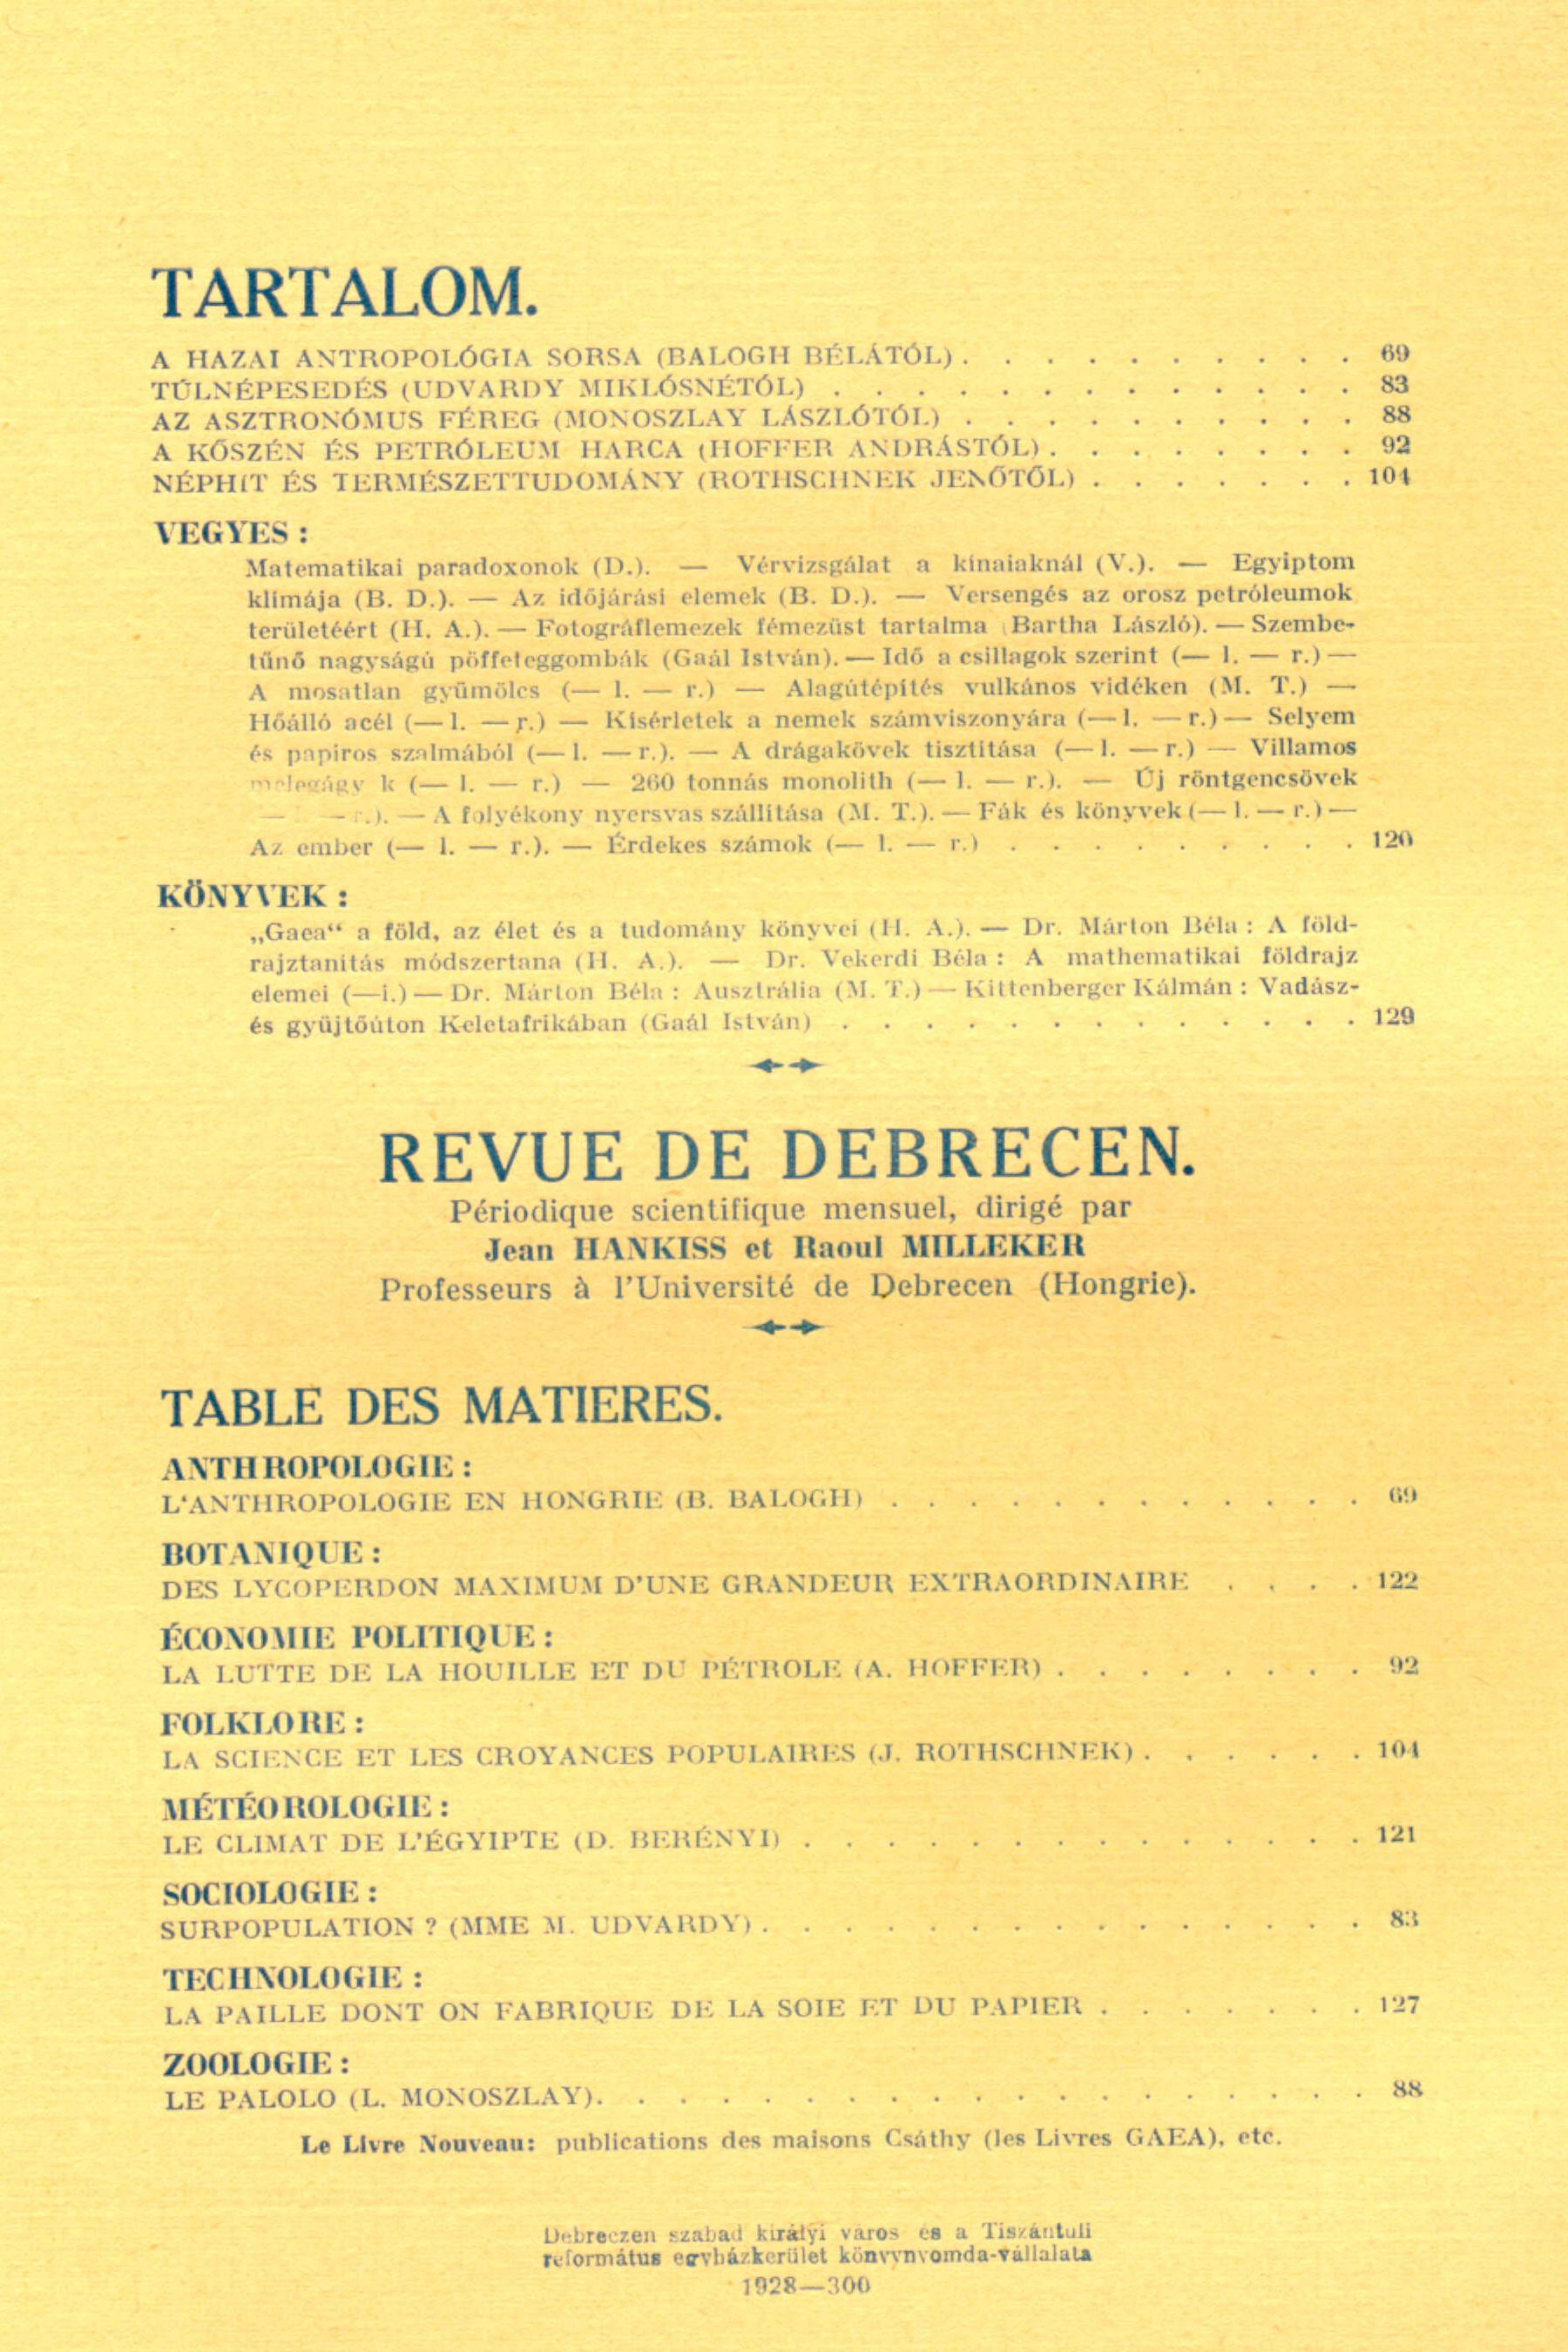 TARTALOM.
A HAZAI ANTROPOLÓGIA SORSA (BALOGH BÉLÁTÓL) . . . . . . . . . . 69
TÚLNÉPESEDÉS (UDVARDY MIKLÓSNÉTÓL) . . . . . . . . . . . . . 83
AZ ASZTRONÓMUS FÉREG (MONOSZLAY LÁSZLÓTÓL) . . . . . . . . . . 88
A KŐSZÉN ÉS PETRÓLEUM HARCA (HOFFER ANDRÁSTÓL) . . . . . . . . 92
NÉPHIT ÉS TERMÉSZETTUDOMÁNY (ROTHSCHNEK JENŐTŐL) . . . . . . . 104
VEGYES :
Matematikai paradoxonok (D.). — Vérvizsgálat a kínaiaknál (V.). — Egyiptom
klímája (B. D.). — Az időjárási elemek (B. D.). — Versengés az orosz petróleumok
területéért (H. A.). — Fotográflemezek fémezüst tartalma (Bartha László). — Szembe-
tűnő nagyságú pöffeteggombák (Gaál István). — Idő a csillagok szerint (— l. — r.) —
A mosatlan gyümölcs (— l. — r.) — Alagútépítés vulkános vidéken (M. T.) —
Hőálló acél (— l. — r.) — Kisérletek a nemek számviszonyára (— l. — r.) — Selyem
és papiros szalmából (— l. — r.). — A drágakövek tisztitása (— l. — r.) — Villamos
melegágy k (— l. — r.) — 260 tonnás monolith (— l. — r.). — Új röntgencsövek
— — r.). — A folyékony nyersvas szállítása (M. T.). — Fák és könyvek (— l. — r.) —
Az ember (— l. — r.). — Érdekes számok (— l. — r.) . . . . . . . . . 120
KÖNYVEK :
„Gaea“ a föld, az élet és a tudomány könyvei (H. A.). — Dr. Márton Béla : A föld-
rajztanitás módszertana (H. A.). — Dr. Vekerdi Béla : A mathematikai földrajz
elemei (—i.) — Dr. Márton Béla : Ausztrália (M. T.) — Kittenberger Kálmán : Vadász-
és gyüjtőúton Keletafrikában (Gaál István) . . . . . . . . . . . . . 129
REVUE DE DEBRECEN.
Périodique scientifique mensuel, dirigé par
Jean HANKISS et Raoul MILLEKER
Professeurs à l'Université de Debrecen (Hongrie).
TABLE DES MATIERES.
ANTHROPOLOGIE :
L'ANTHROPOLOGIE EN HONGRIE (B. BALOGH) . . . . . . . . . . . . 69
BOTANIQUE :
DES LYCOPERDON MAXIMUM D'UNE GRANDEUR EXTRAORDINAIRE . . . . 122
ÉCONOMIE POLITIQUE :
LA LUTTE DE LA HOUILLE ET DU PÉTROLE (A. HOFFER) . . . . . . . . 92
FOLKLORE :
LA SCIENCE ET LES CROYANCES POPULAIRES (J. ROTHSCHNEK) . . . . . . 104
MÉTÉOROLOGIE :
LE CLIMAT DE L'ÉGYIPTE (D. BERÉNYI) . . . . . . . . . . . . . . 121
SOCIOLOGIE :
SURPOPULATION ? (MME M. UDVARDY) . . . . . . . . . . . . . . . 83
TECHNOLOGIE :
LA PAILLE DONT ON FABRIQUE DE LA SOIE ET DU PAPIER . . . . . . . 127
ZOOLOGIE :
LE PALOLO (L. MONOSZLAY). . . . . . . . . . . . . . . . . . . 88
Le Livre Nouveau: publications des maisons Csáthy (les Livres GAEA), etc.
Debreczen szabad királyi város és a Tiszántuli
református egyházkerület könyvnyomda-vállalata
1928—300